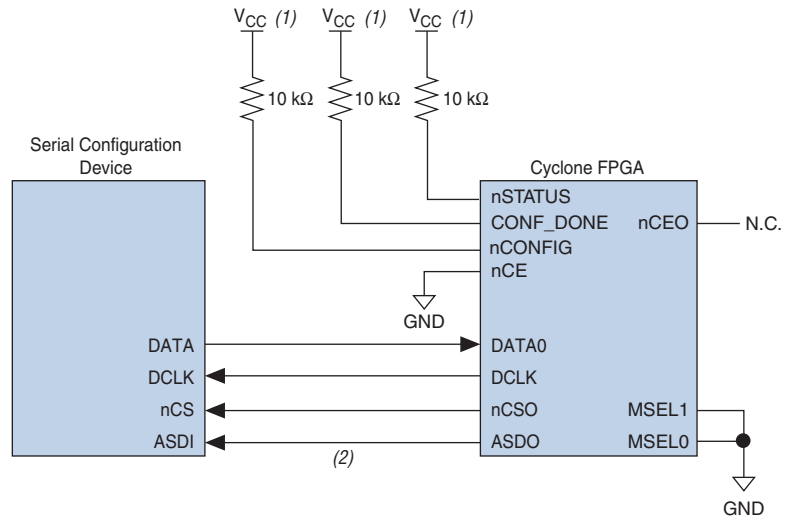 VCC (1) VCC (1) VCC (1)
10 kΩ 10 kΩ 10 kΩ
Serial Configuration
Device
Cyclone FPGA
nSTATUS
CONF_DONE nCEO N.C.
nCONFIG
nCE
GND
DATA DATA0
DCLK DCLK
nCS nCSO MSEL1
ASDI ASDO MSEL0
(2)
GND